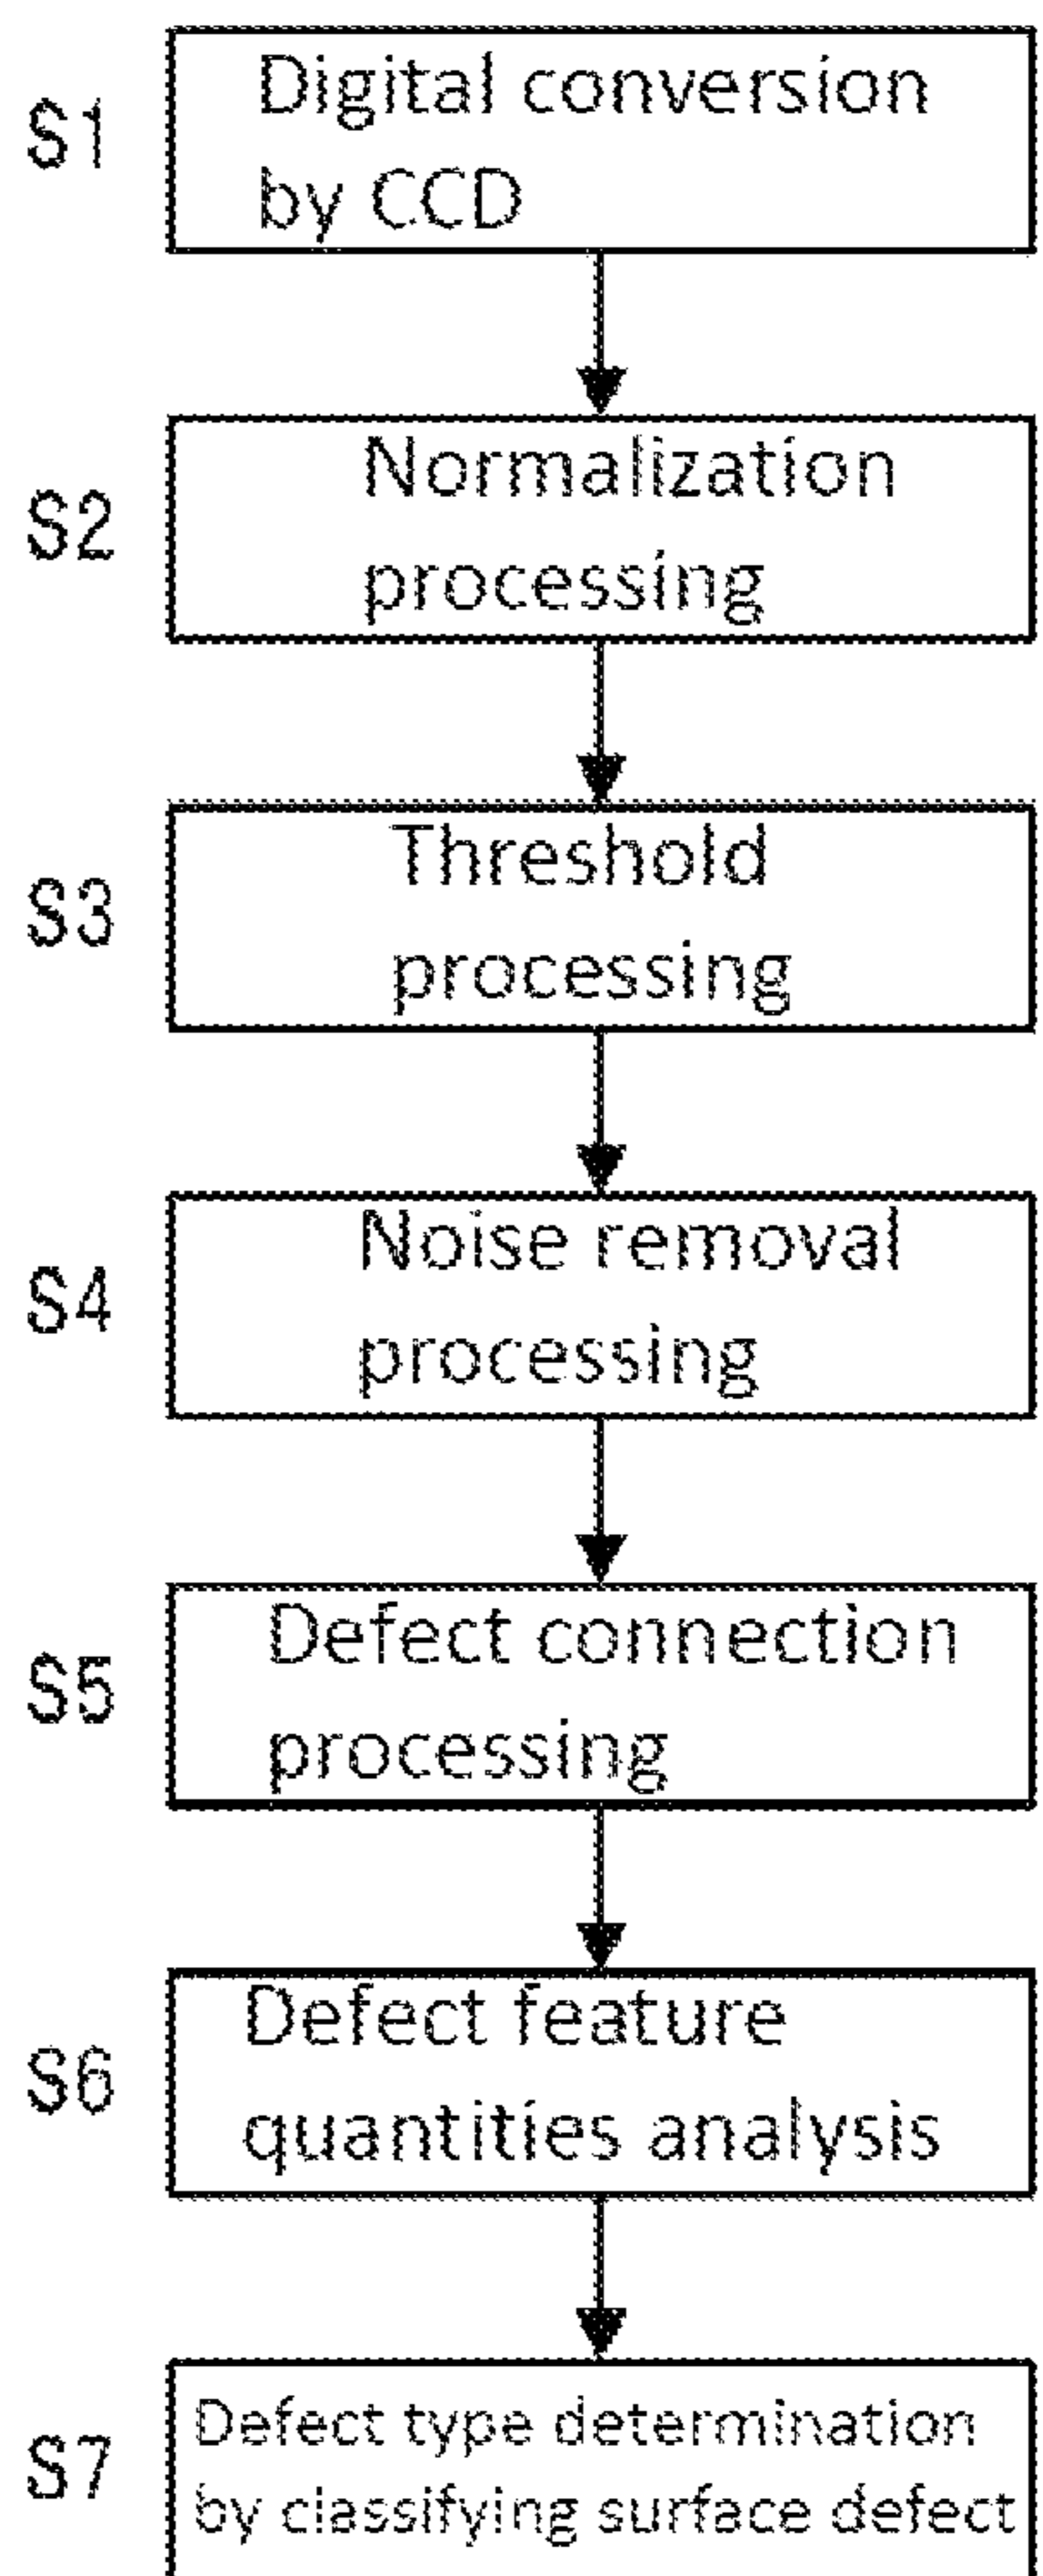 S1
Digital conversion
by CCD
S2
Normalization
processing
S3
Threshold
processing
S4
Noise removal
processing
S5
Defect connection
processing
S6
Defect feature
quantities analysis
S7
Defect type determination
by classifying surface defect